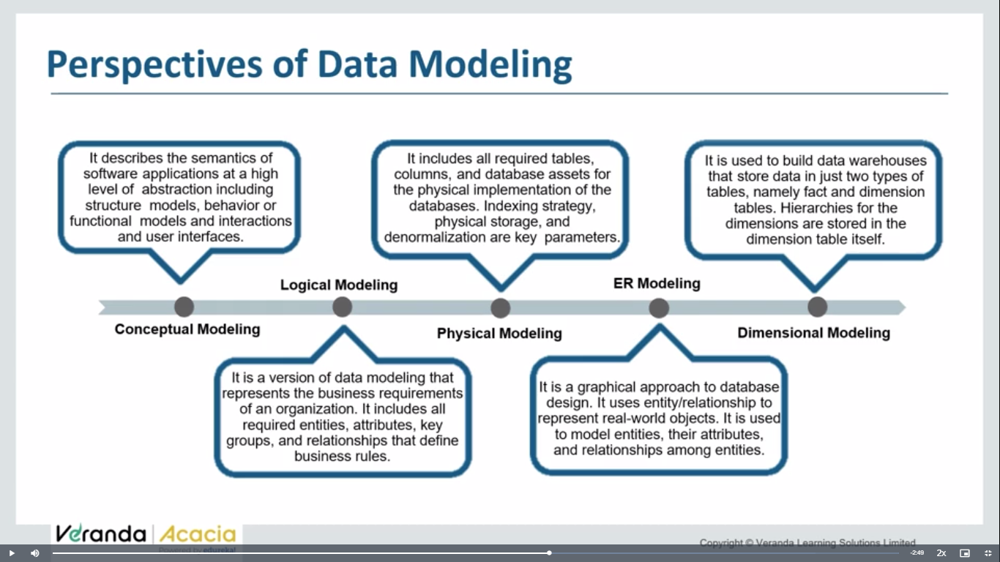 Perspectives of Data Modeling
It describes the semantics of
software applications at a high
level of abstraction including
structure models, behavior or
functional models and interactions
and user interfaces.
It includes all required tables,
columns, and database assets for
the physical implementation of the
databases. Indexing strategy,
physical storage, and
denormalization are key parameters.
It is used to build data warehouses
that store data in just two types of
tables, namely fact and dimension
tables. Hierarchies for the
dimensions are stored in the
dimension table itself.
Logical Modeling
ER Modeling
Conceptual Modeling
Physical Modeling
Dimensional Modeling
It is a version of data modeling that
represents the business requirements
of an organization. It includes all
required entities, attributes, key
groups, and relationships that define
business rules.
It is a graphical approach to database
design. It uses entity/relationship to
represent real-world objects. It is used
to model entities, their attributes,
and relationships among entities.
Veranda | Acacia
Powered by edureka!
Copyright © Veranda Learning Solutions Limited
-2:49
2x